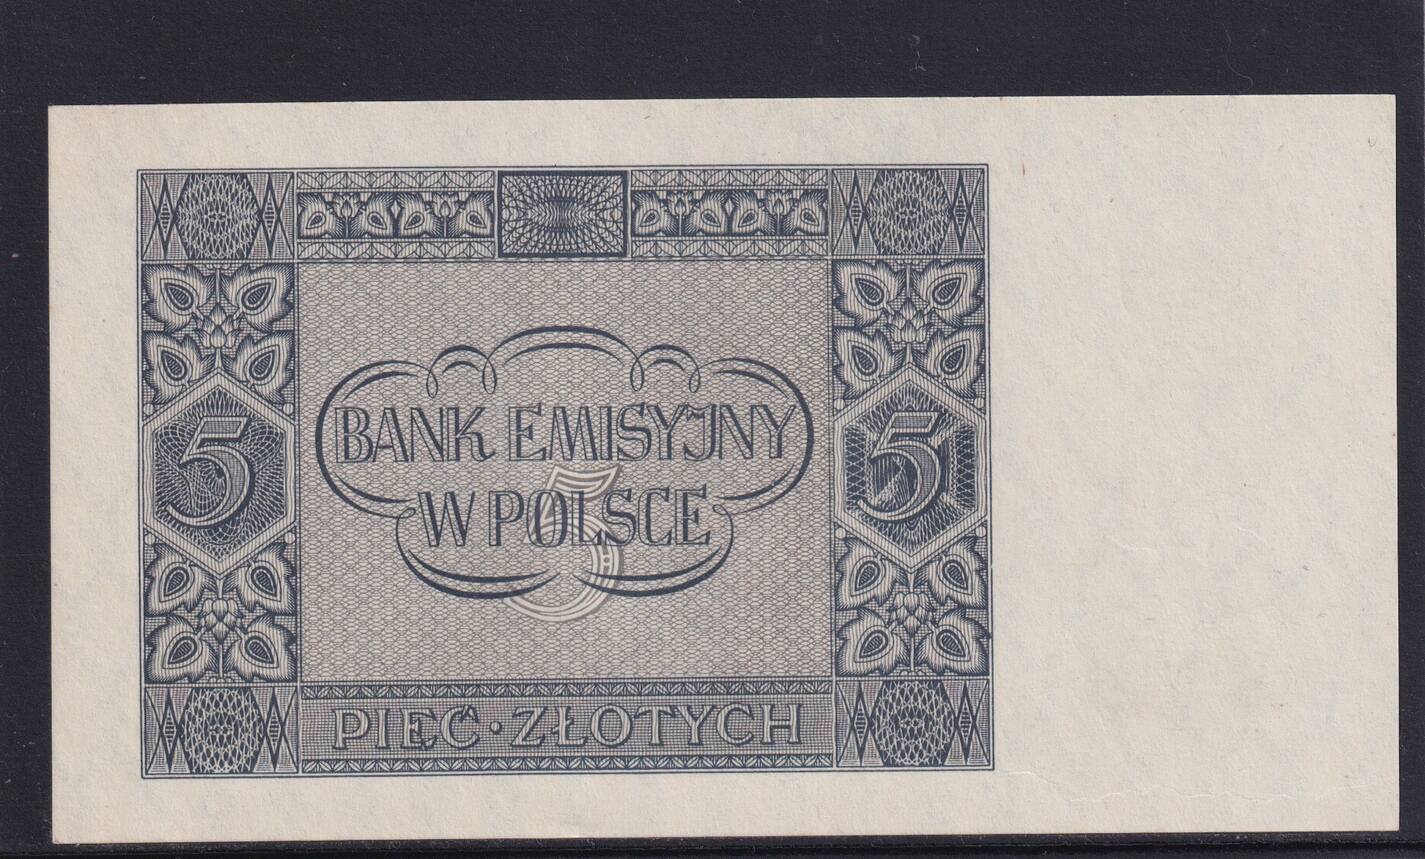 5
5
BANK EMISYJNY
W POLSCE
5
PIĘĆ · ZŁOTYCH